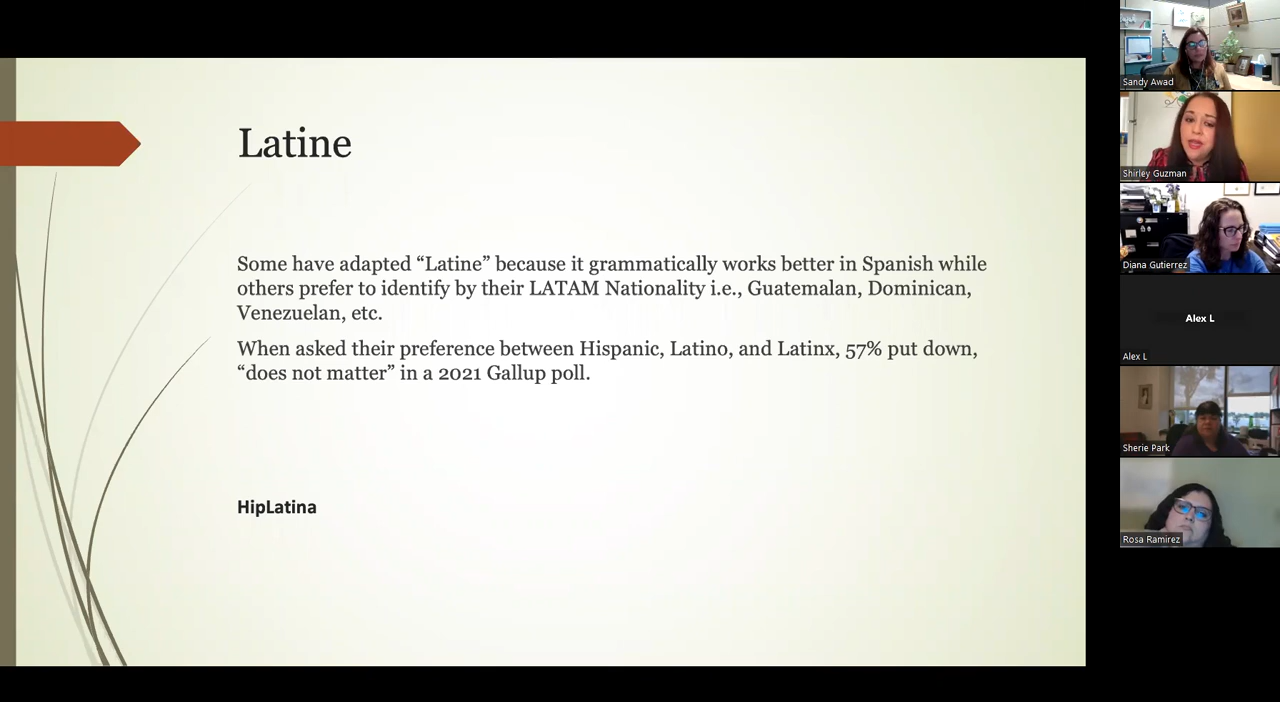 Latine
Some have adapted “Latine” because it grammatically works better in Spanish while
others prefer to identify by their LATAM Nationality i.e., Guatemalan, Dominican,
Venezuelan, etc.
When asked their preference between Hispanic, Latino, and Latinx, 57% put down,
“does not matter” in a 2021 Gallup poll.
HipLatina
Sandy Awad
Shirley Guzman
Diana Gutierrez
Alex L
Alex L
Sherie Park
Rosa Ramirez